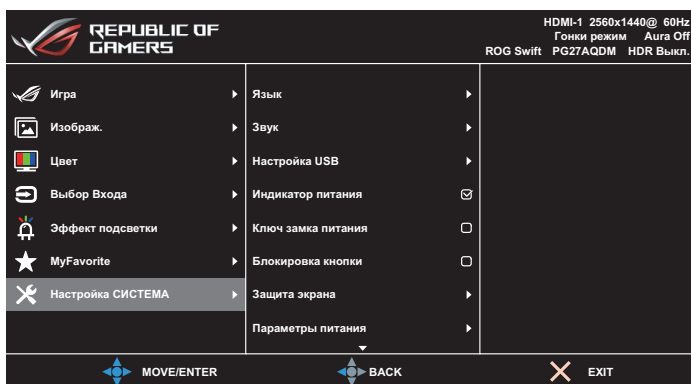 REPUBLIC OF
GAMERS
HDMI-1 2560x1440@ 60Hz
Гонки режим Aura Off
ROG Swift PG27AQDM HDR Выкл.
Игра
Изображ.
Цвет
Выбор Входа
Эффект подсветки
MyFavorite
Настройка СИСТЕМА
Язык
Звук
Настройка USB
Индикатор питания
Ключ замка питания
Блокировка кнопки
Защита экрана
Параметры питания
MOVE/ENTER
BACK
EXIT